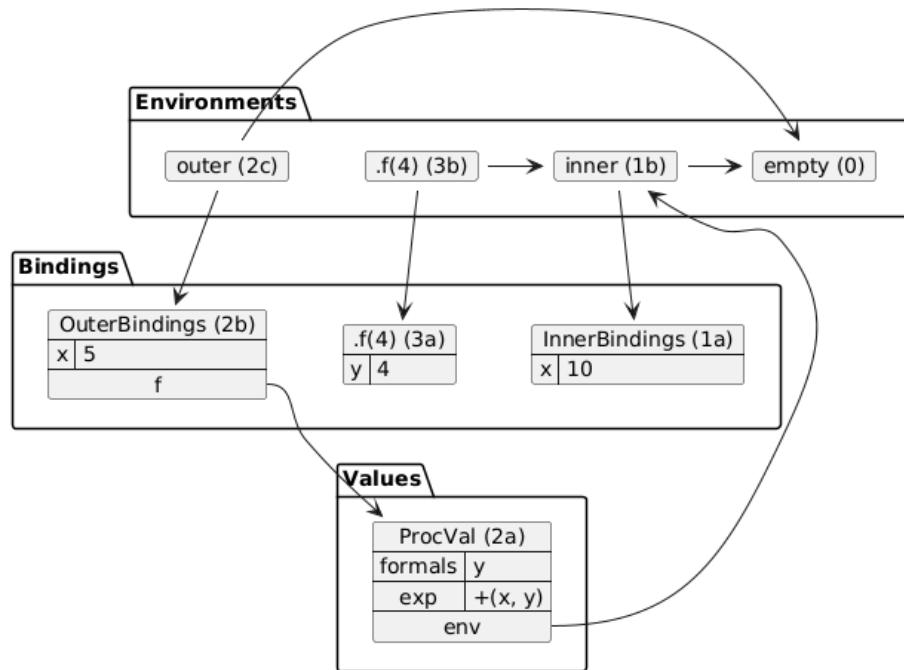 Environments
outer (2c)
.f(4) (3b)
inner (1b)
empty (0)
Bindings
OuterBindings (2b)
x 5
f
.f(4) (3a)
y 4
InnerBindings (1a)
x 10
Values
ProcVal (2a)
formals y
exp +(x, y)
env